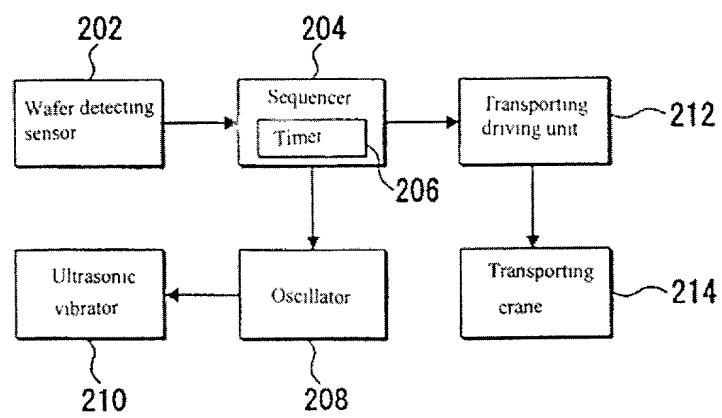 202
204
Wafer detecting
sensor
Sequencer
Timer
206
Transporting
driving unit
212
Ultrasonic
vibrator
210
Oscillator
208
Transporting
crane
214